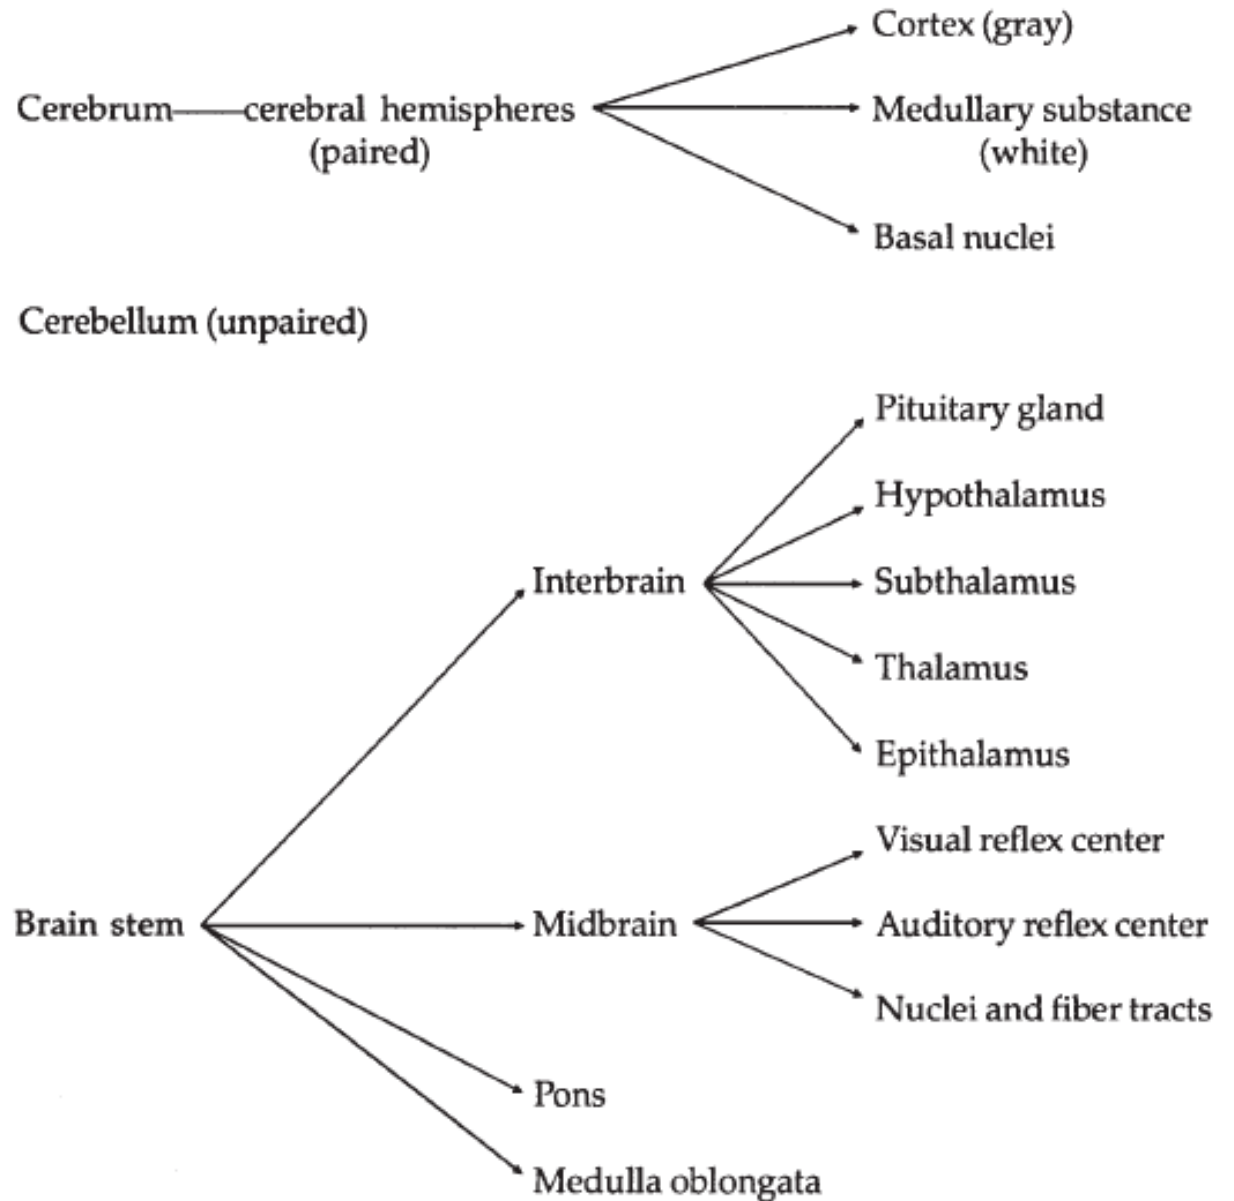 Cortex (gray)
Cerebrum—cerebral hemispheres
(paired)
Medullary substance
(white)
Basal nuclei
Cerebellum (unpaired)
Pituitary gland
Hypothalamus
Interbrain
Subthalamus
Thalamus
Epithalamus
Visual reflex center
Brain stem
Midbrain
Auditory reflex center
Nuclei and fiber tracts
Pons
Medulla oblongata